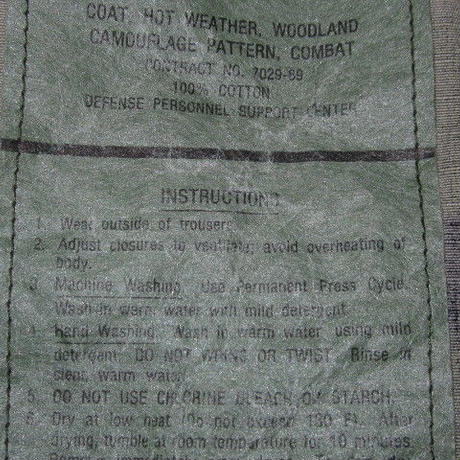 COAT, HOT WEATHER, WOODLAND
CAMOUFLAGE PATTERN, COMBAT
CONTRACT NO. 7029-69
100% COTTON
DEFENSE PERSONNEL SUPPORT CENTER
INSTRUCTIONS
1. Wear outside of trousers.
2. Adjust closures to ventilate; avoid overheating of
body.
3. Machine Washing. Use Permanent Press Cycle.
Wash in warm water with mild detergent.
4. Hand Washing. Wash in warm water using mild
detergent. DO NOT WRING OR TWIST. Rinse in
clean, warm water.
5. DO NOT USE CHLORINE BLEACH OR STARCH.
6. Dry at low heat (Do not exceed 130 F). After
drying, tumble at room temperature for 10 minutes.